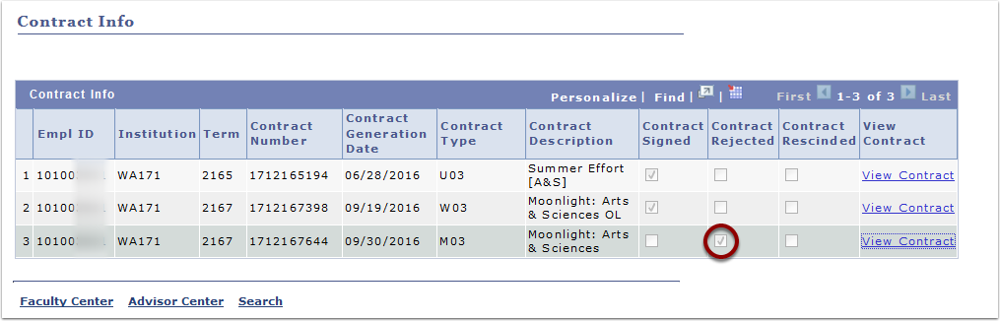 Contract Info
Contract Info Personalize | Find | | First 1-3 of 3 Last
Empl ID Institution Term Contract Number Contract Generation Date Contract Type Contract Description Contract Signed Contract Rejected Contract Rescinded View Contract
1 10100 WA171 2165 1712165194 06/28/2016 U03 Summer Effort [A&S] View Contract
2 10100 WA171 2167 1712167398 09/19/2016 W03 Moonlight: Arts & Sciences OL View Contract
3 10100 WA171 2167 1712167644 09/30/2016 M03 Moonlight: Arts & Sciences View Contract
Faculty Center Advisor Center Search